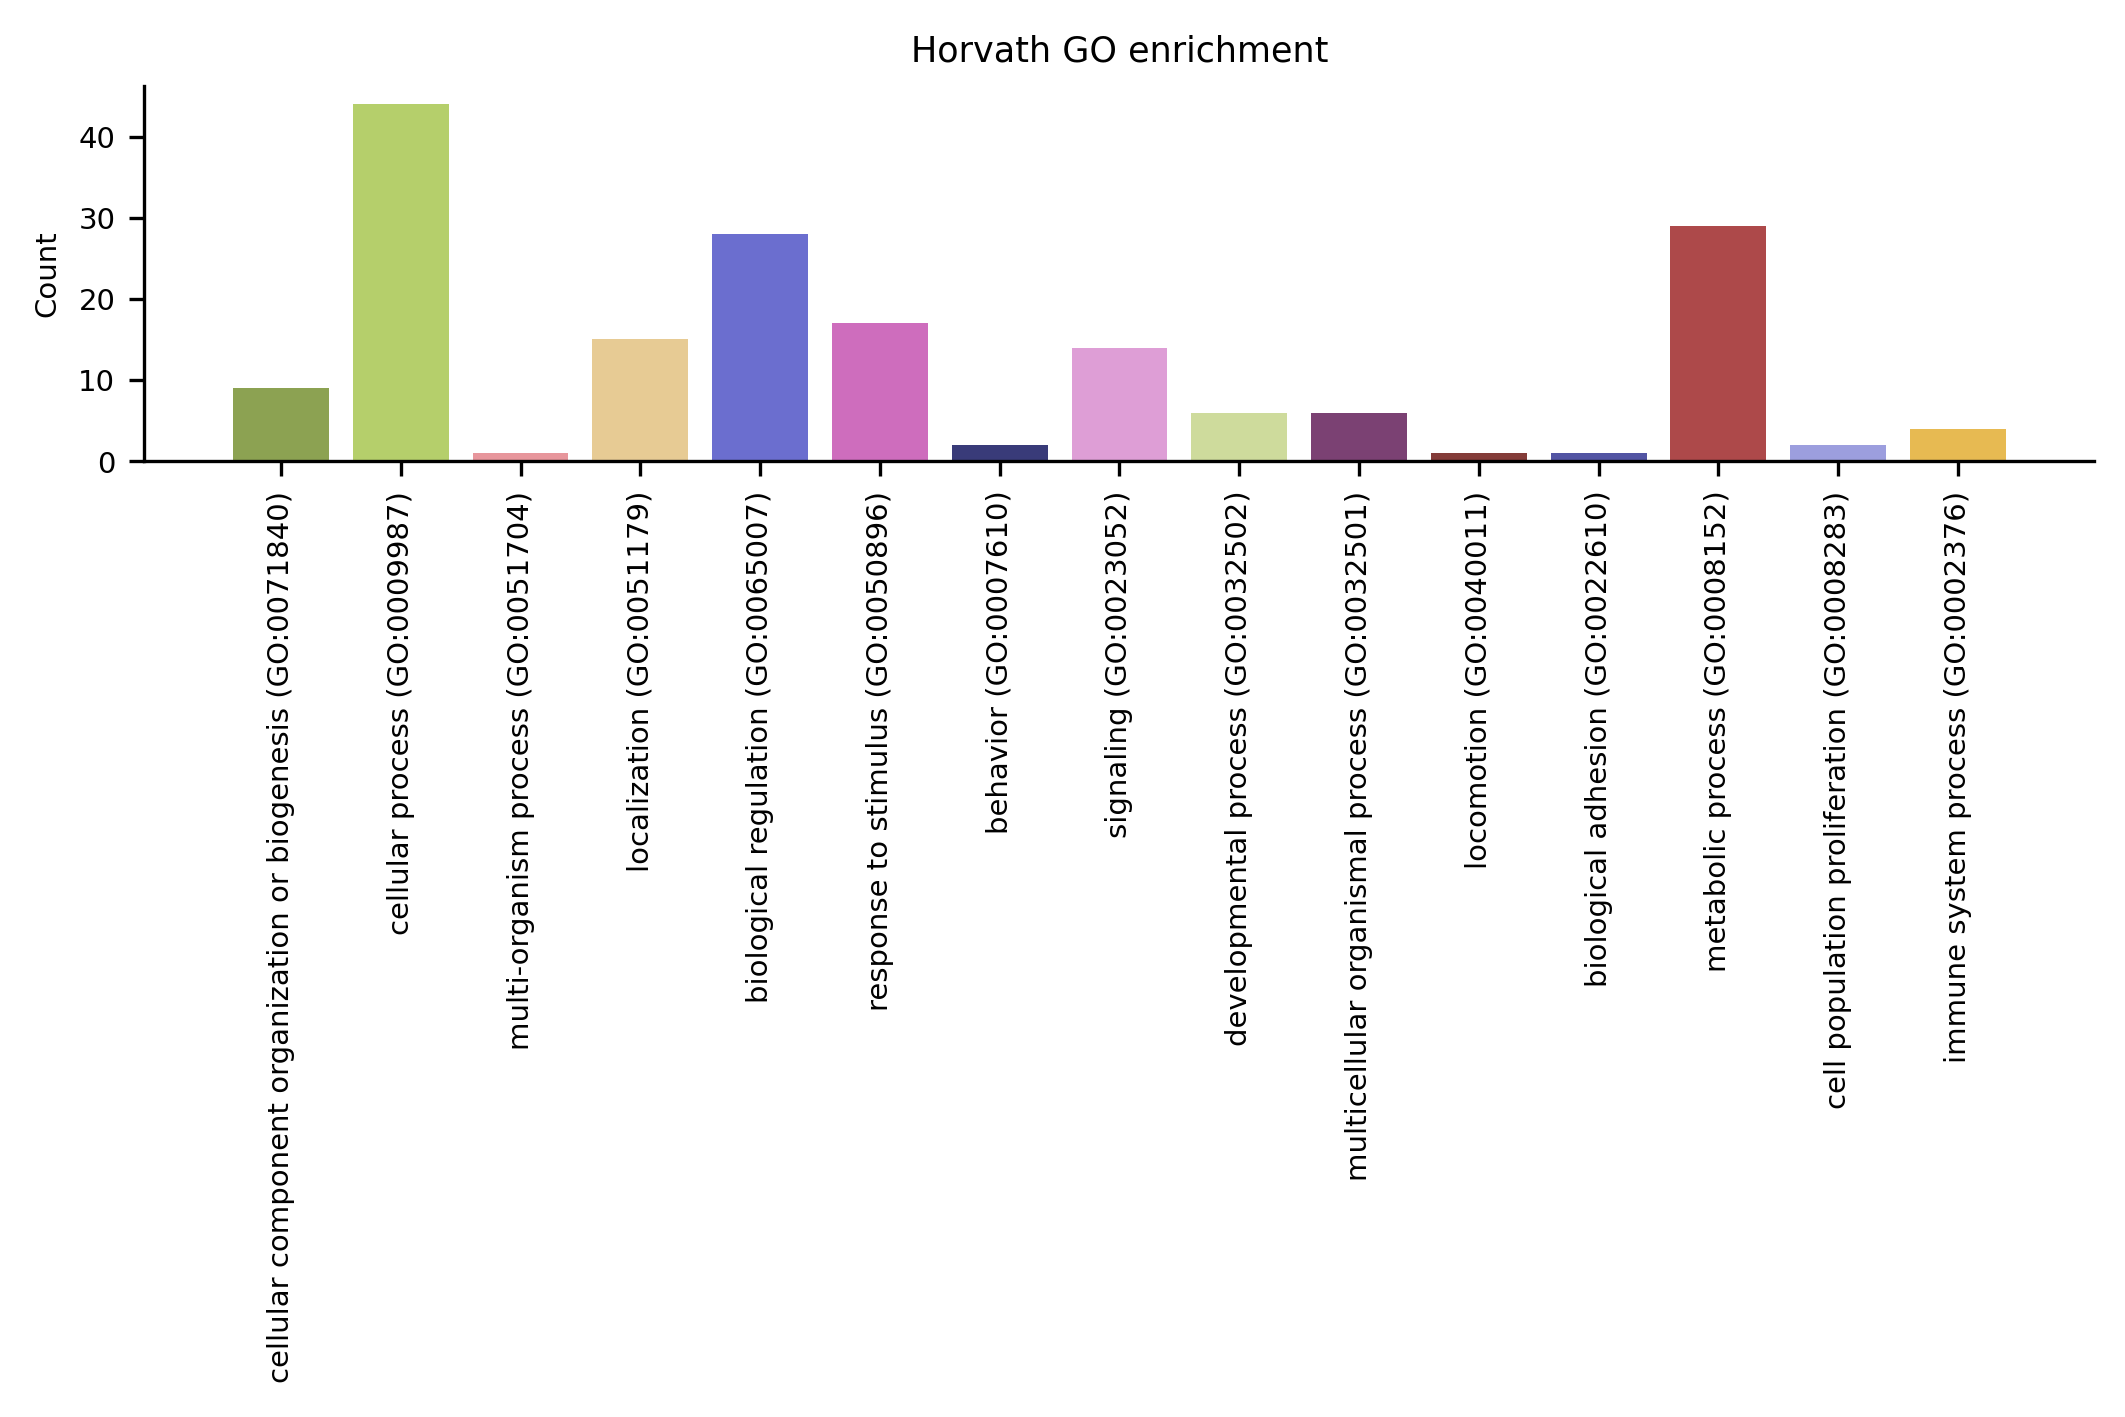 Horvath GO enrichment
Count
40
30
20
10
0
cellular component organization or biogenesis (GO:0071840)
cellular process (GO:0009987)
multi-organism process (GO:0051704)
localization (GO:0051179)
biological regulation (GO:0065007)
response to stimulus (GO:0050896)
behavior (GO:0007610)
signaling (GO:0023052)
developmental process (GO:0032502)
multicellular organismal process (GO:0032501)
locomotion (GO:0040011)
biological adhesion (GO:0022610)
metabolic process (GO:0008152)
cell population proliferation (GO:0008283)
immune system process (GO:0002376)